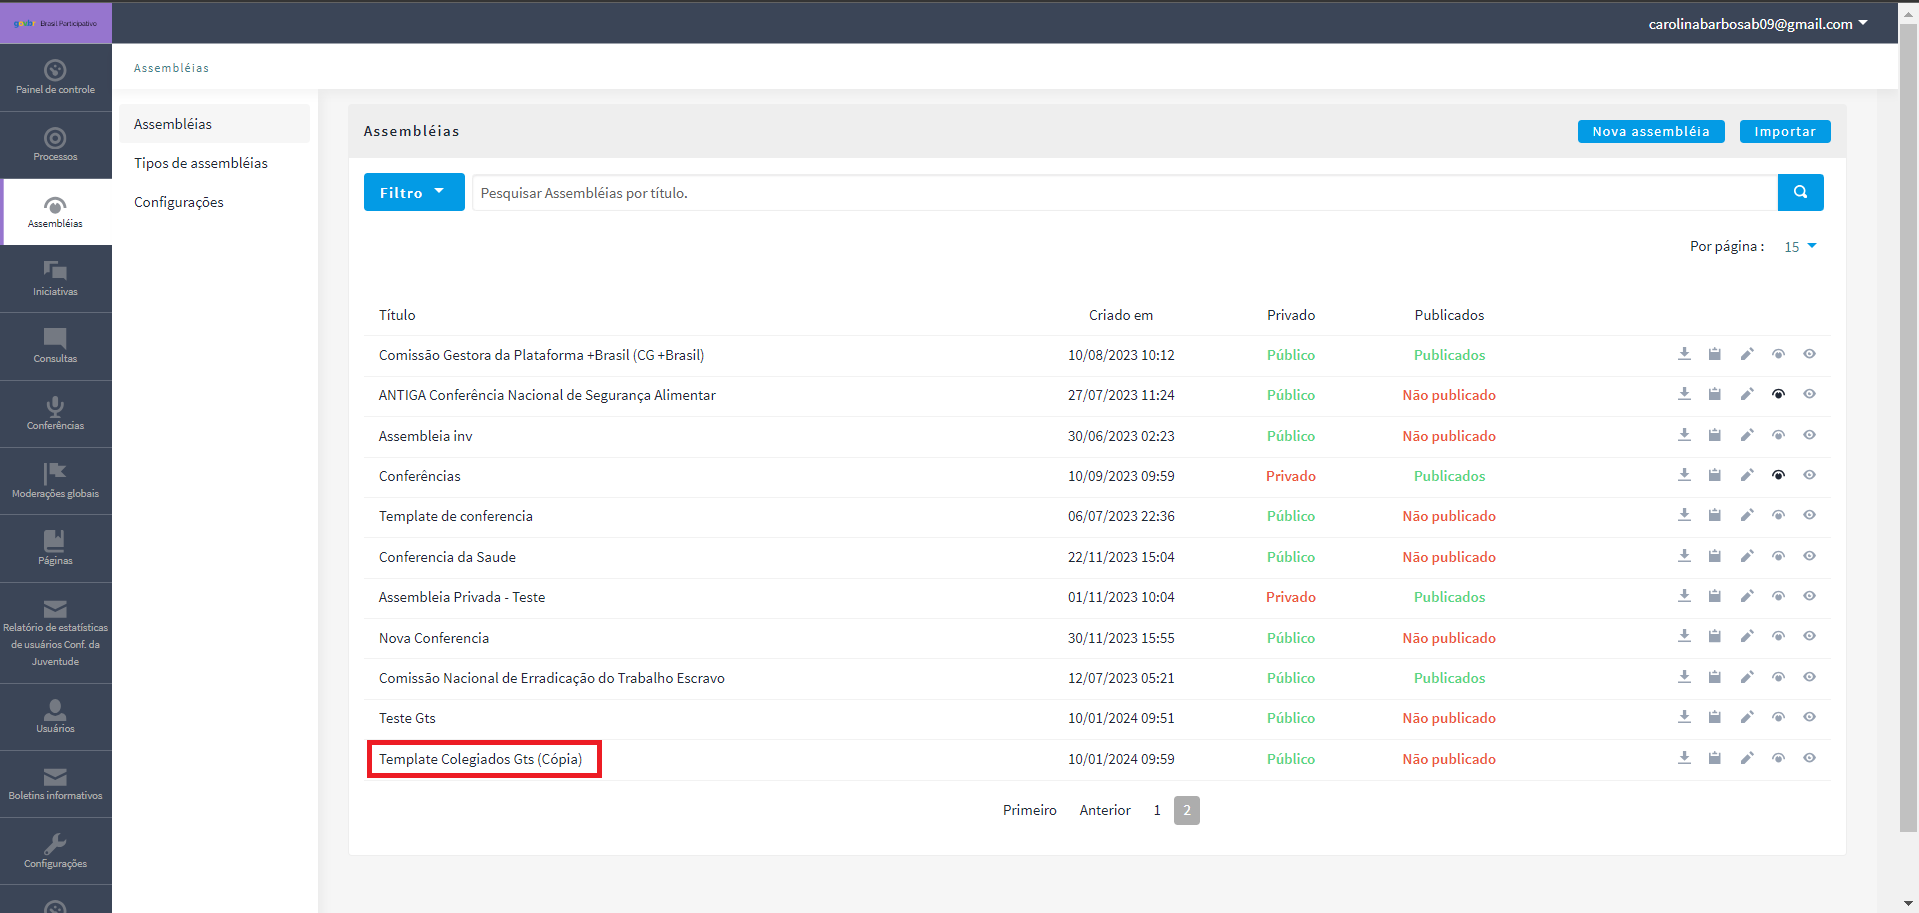 govbr Brasil Participativo
carolinabarbosab09@gmail.com
Painel de controle
Processos
Assembléias
Iniciativas
Consultas
Conferências
Moderações globais
Páginas
Relatório de estatísticas
de usuários Conf. da
Juventude
Usuários
Boletins informativos
Configurações
Assembléias
Assembléias
Tipos de assembléias
Configurações
Assembléias
Nova assembléia
Importar
Filtro
Pesquisar Assembléias por título.
Por página : 15
Título Criado em Privado Publicados
Comissão Gestora da Plataforma +Brasil (CG +Brasil) 10/08/2023 10:12 Público Publicados
ANTIGA Conferência Nacional de Segurança Alimentar 27/07/2023 11:24 Público Não publicado
Assembleia inv 30/06/2023 02:23 Público Não publicado
Conferências 10/09/2023 09:59 Privado Publicados
Template de conferencia 06/07/2023 22:36 Público Não publicado
Conferencia da Saude 22/11/2023 15:04 Público Não publicado
Assembleia Privada - Teste 01/11/2023 10:04 Privado Publicados
Nova Conferencia 30/11/2023 15:55 Público Não publicado
Comissão Nacional de Erradicação do Trabalho Escravo 12/07/2023 05:21 Público Publicados
Teste Gts 10/01/2024 09:51 Público Não publicado
Template Colegiados Gts (Cópia) 10/01/2024 09:59 Público Não publicado
Primeiro Anterior 1 2